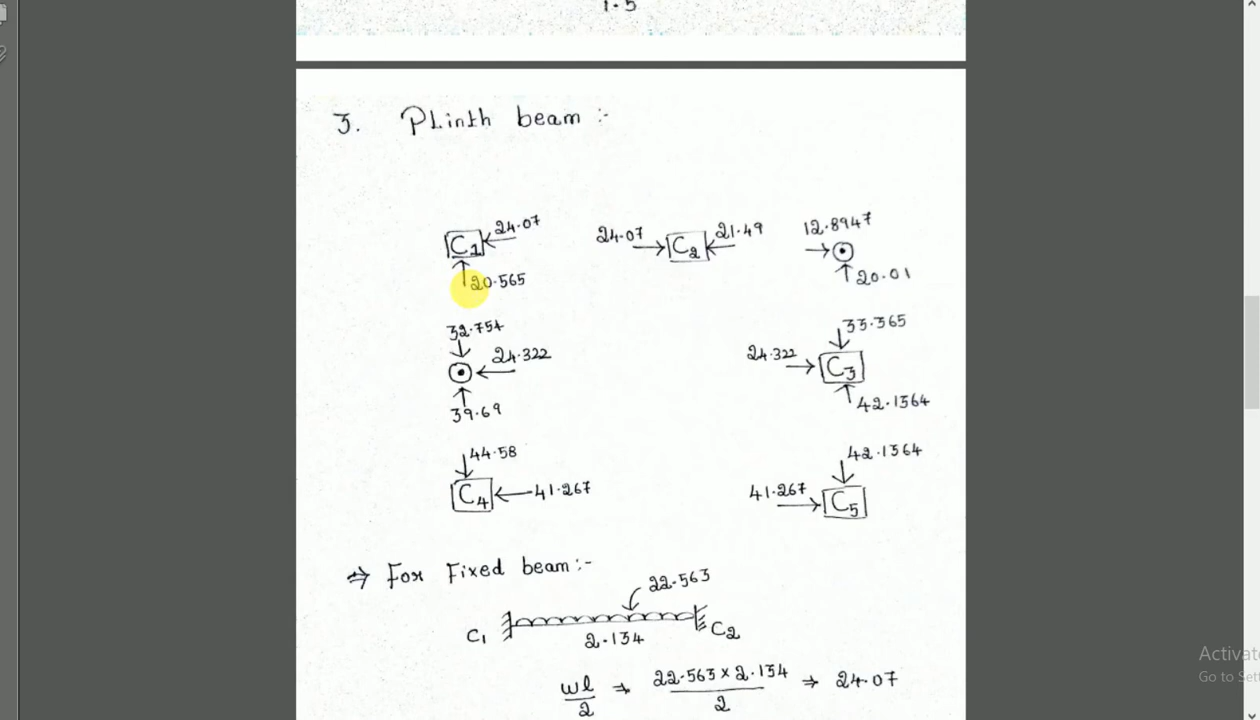 1.5
3. Plinth beam :-
24.07 24.07 21.49 12.8947
C1 C2
20.565 20.01
32.754 33.365
24.322 24.322 C3
39.69 42.1364
44.58 42.1364
C4 41.267 41.267 C5
⇒ For Fixed beam :-
22.563
C1 2.134 C2
wl/2 → 22.563 x 2.134/2 ⇒ 24.07
Activat
Go to Set